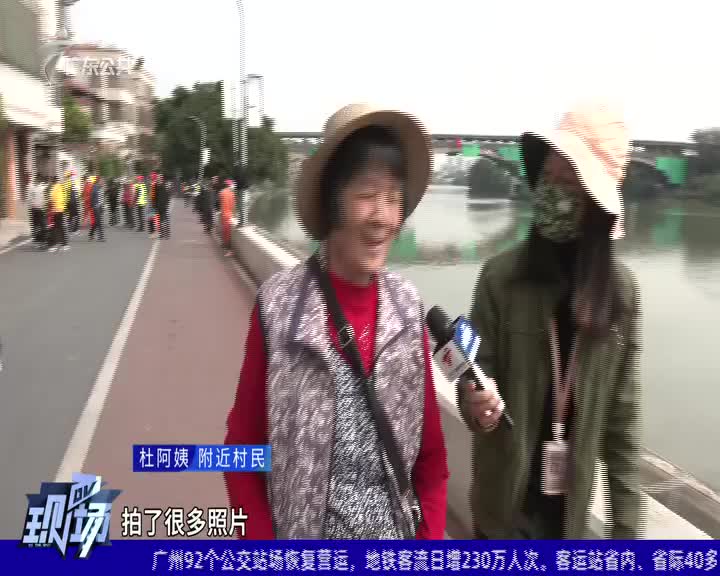 广东公共
杜阿姨 附近村民
DV
现场
拍了很多照片
广州92个公交站场恢复营运，地铁客流日增230万人次。客运站省内、省际40多